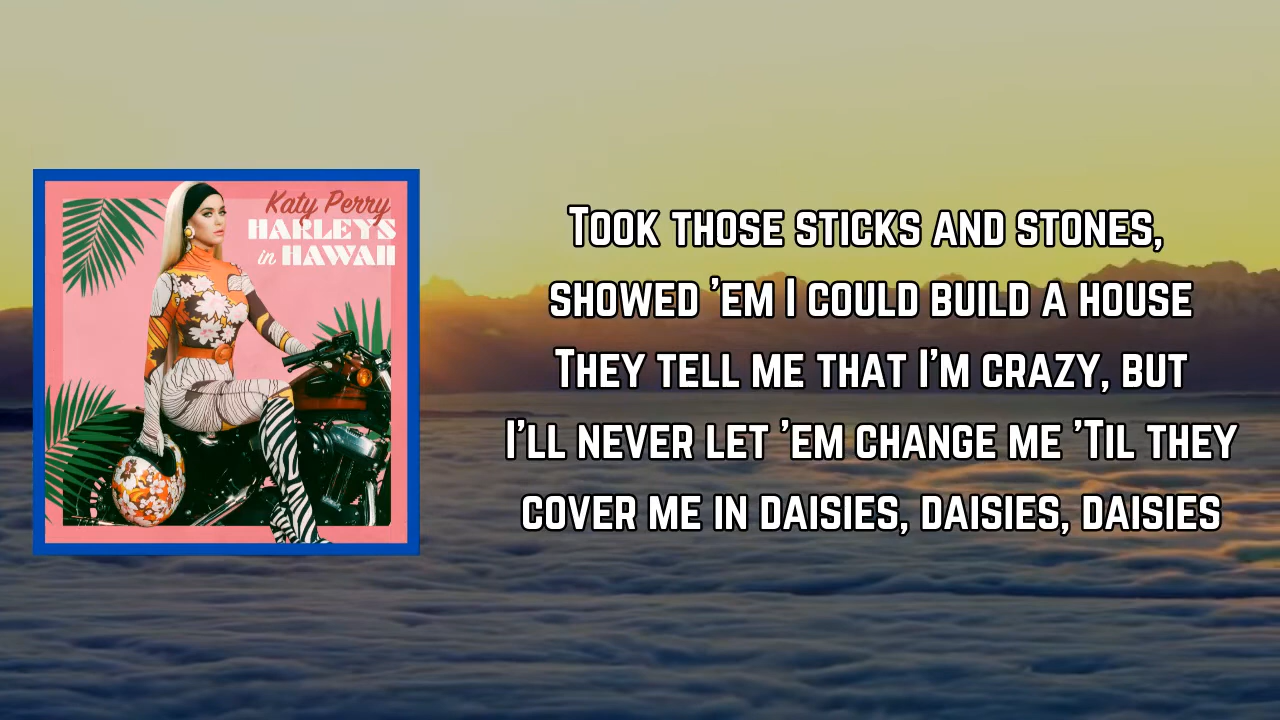 Katy Perry
HARLEYS
in HAWAII
TOOK THOSE STICKS AND STONES,
SHOWED 'EM I COULD BUILD A HOUSE
THEY TELL ME THAT I'M CRAZY, BUT
I'LL NEVER LET 'EM CHANGE ME 'TIL THEY
COVER ME IN DAISIES, DAISIES, DAISIES